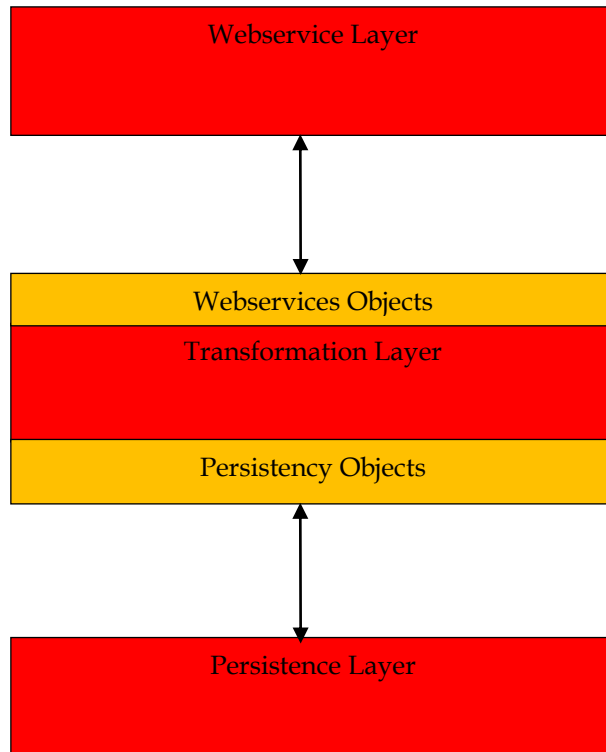 Webservice Layer
Webservices Objects
Transformation Layer
Persistency Objects
Persistence Layer